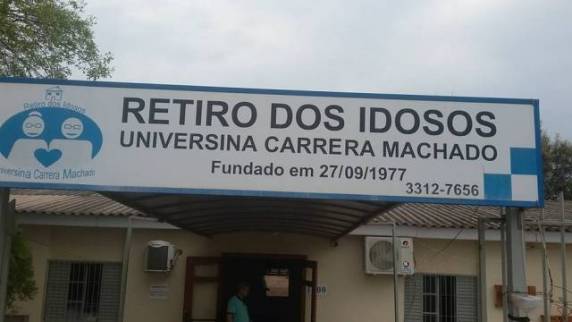 Retiro dos Idosos
Universina Carrera Machado
RETIRO DOS IDOSOS
UNIVERSINA CARRERA MACHADO
Fundado em 27/09/1977
3312-7656